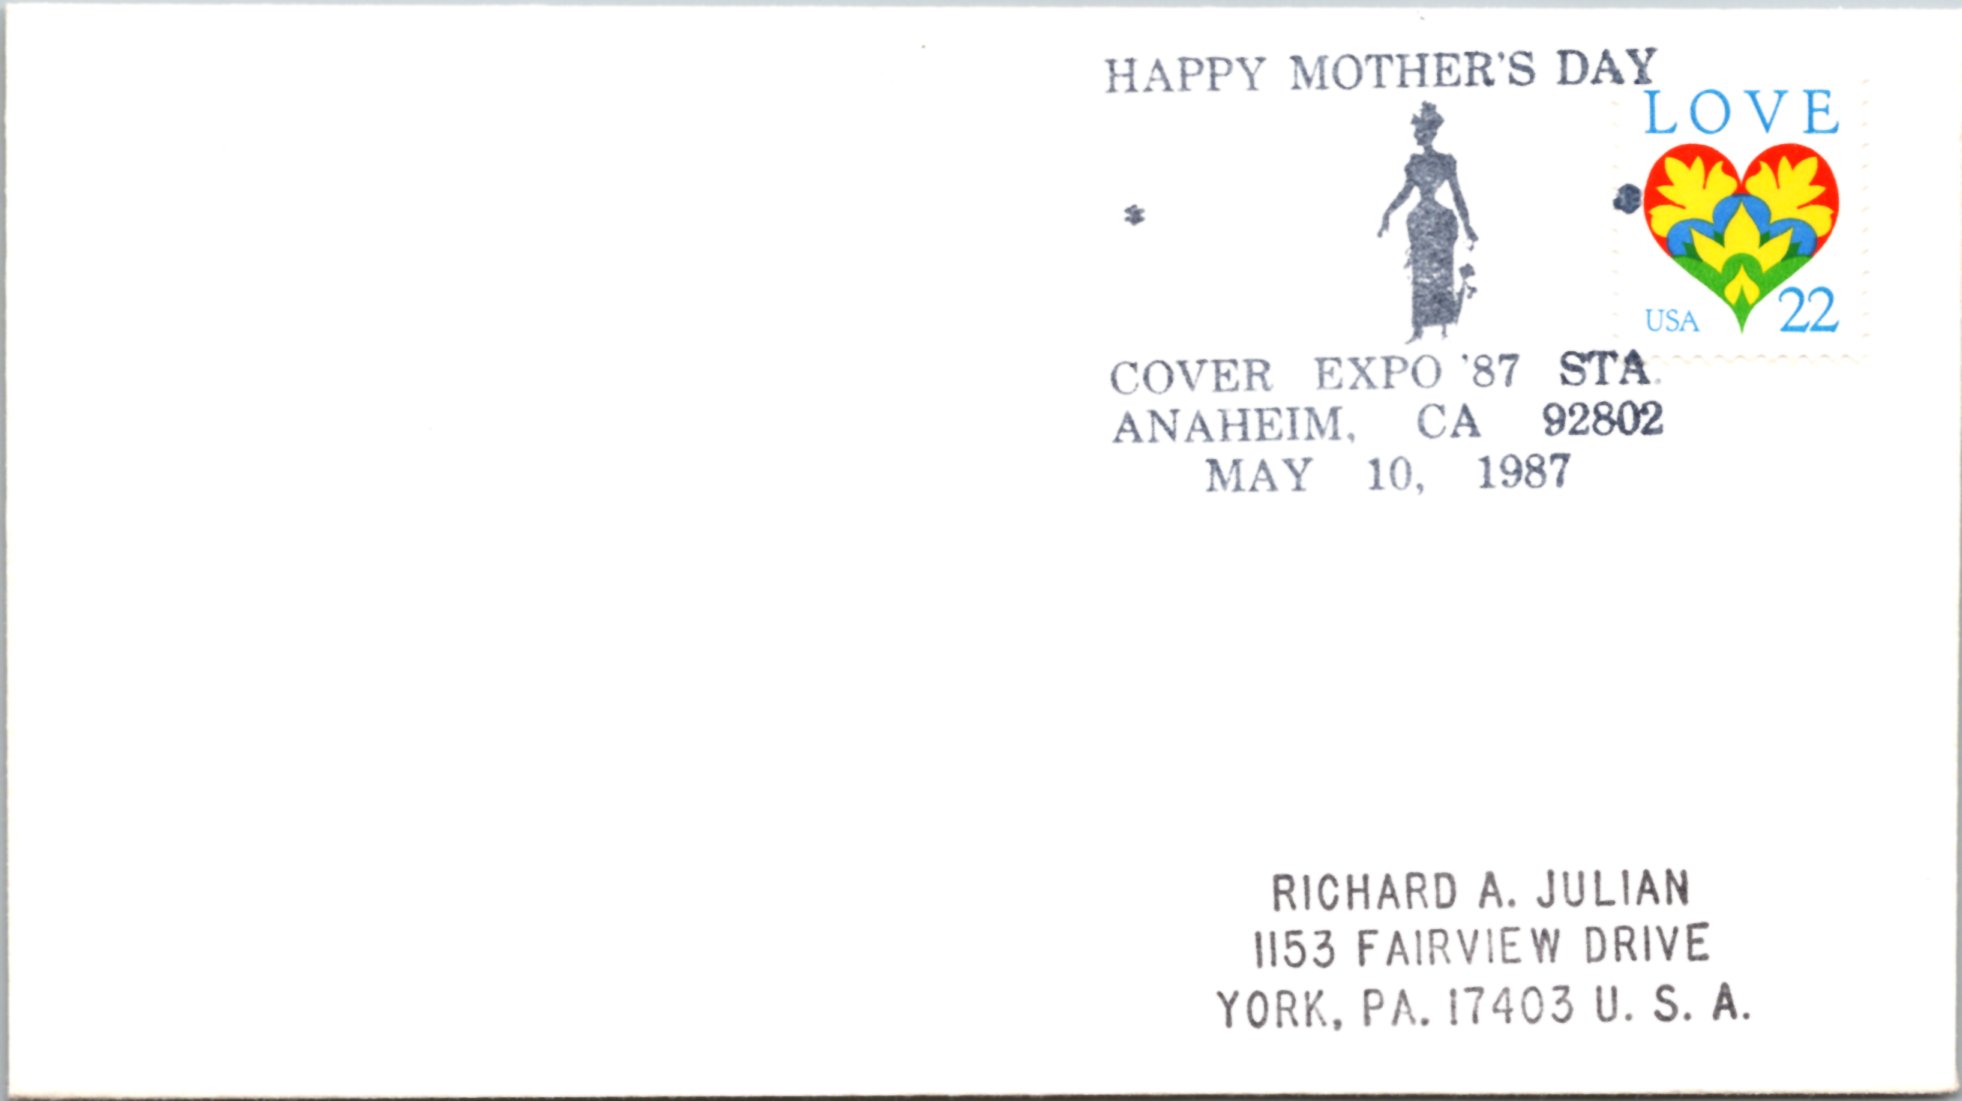 HAPPY MOTHER'S DAY
LOVE
USA 22
COVER EXPO '87 STA.
ANAHEIM, CA 92802
MAY 10, 1987
RICHARD A. JULIAN
1153 FAIRVIEW DRIVE
YORK, PA. 17403 U. S. A.